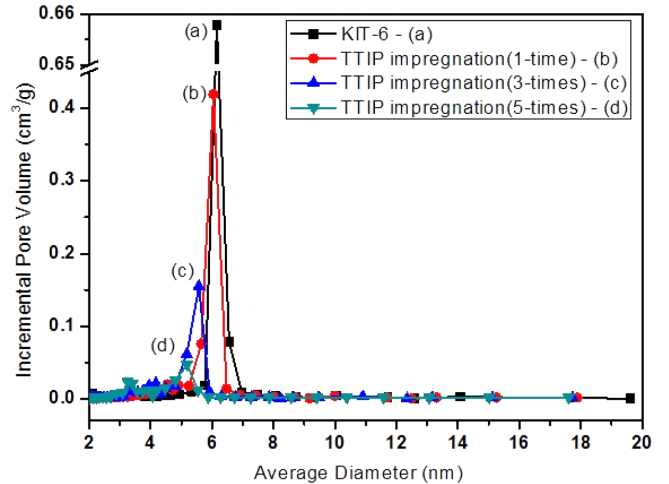 0.66
0.65
0.4
0.3
0.2
0.1
0.0
Incremental Pore Volume (cm³/g)
(a)
(b)
(c)
(d)
KIT-6 - (a)
TTIP impregnation(1-time) - (b)
TTIP impregnation(3-times) - (c)
TTIP impregnation(5-times) - (d)
2 4 6 8 10 12 14 16 18 20
Average Diameter (nm)